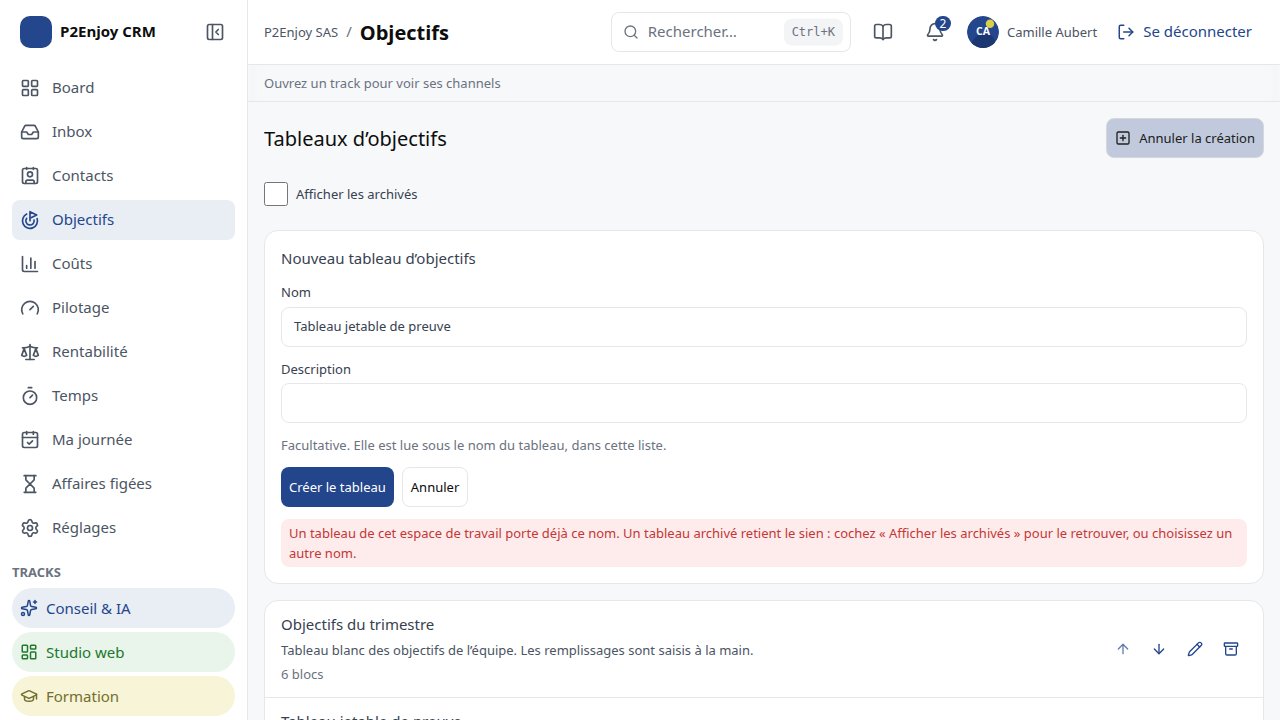 P2Enjoy CRM
P2Enjoy SAS / Objectifs
Rechercher...
Ctrl+K
2
CA
Camille Aubert
Se déconnecter
Board
Inbox
Contacts
Objectifs
Coûts
Pilotage
Rentabilité
Temps
Ma journée
Affaires figées
Réglages
TRACKS
Conseil & IA
Studio web
Formation
Ouvrez un track pour voir ses channels
Tableaux d’objectifs
Annuler la création
Afficher les archivés
Nouveau tableau d’objectifs
Nom
Tableau jetable de preuve
Description
Facultative. Elle est lue sous le nom du tableau, dans cette liste.
Créer le tableau
Annuler
Un tableau de cet espace de travail porte déjà ce nom. Un tableau archivé retient le sien : cochez « Afficher les archivés » pour le retrouver, ou choisissez un
autre nom.
Objectifs du trimestre
Tableau blanc des objectifs de l’équipe. Les remplissages sont saisis à la main.
6 blocs
Tableau jetable de preuve